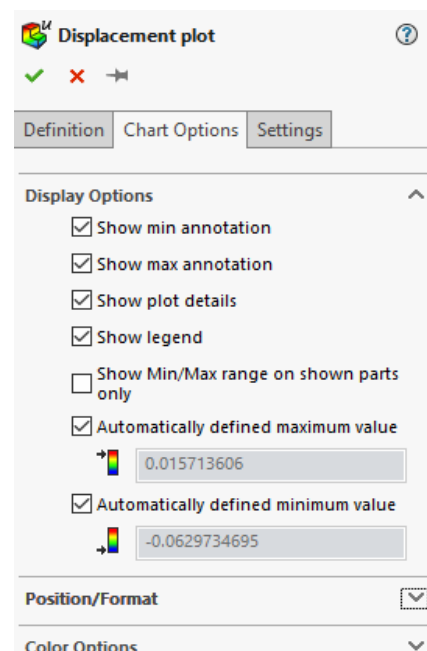 Displacement plot
Definition
Chart Options
Settings
Display Options
Show min annotation
Show max annotation
Show plot details
Show legend
Show Min/Max range on shown parts
only
Automatically defined maximum value
0.015713606
Automatically defined minimum value
-0.0629734695
Position/Format
Color Options